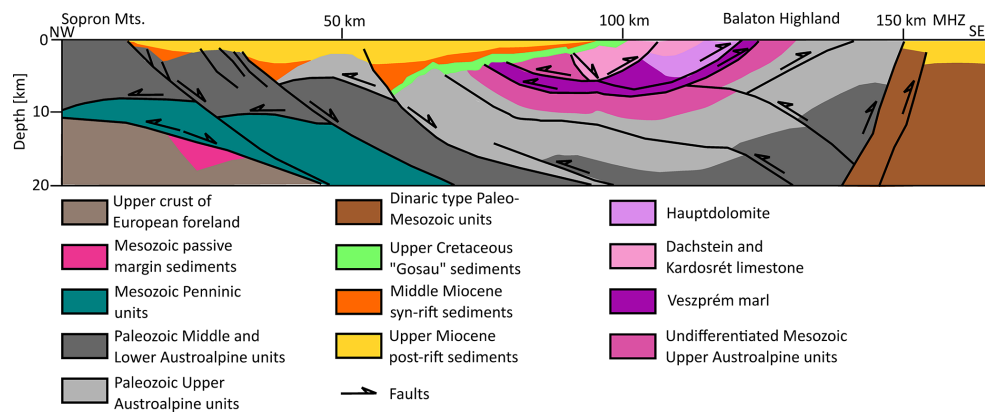 Sopron Mts. 50 km 100 km Balaton Highland 150 km MHZ
NW SE
0
10
20
Depth [km]
Upper crust of
European foreland
Mesozoic passive
margin sediments
Mesozoic Penninic
units
Paleozoic Middle and
Lower Austroalpine units
Paleozoic Upper
Austroalpine units
Dinaric type Paleo-
Mesozoic units
Upper Cretaceous
"Gosau" sediments
Middle Miocene
syn-rift sediments
Upper Miocene
post-rift sediments
Faults
Hauptdolomite
Dachstein and
Kardosrét limestone
Veszprém marl
Undifferentiated Mesozoic
Upper Austroalpine units